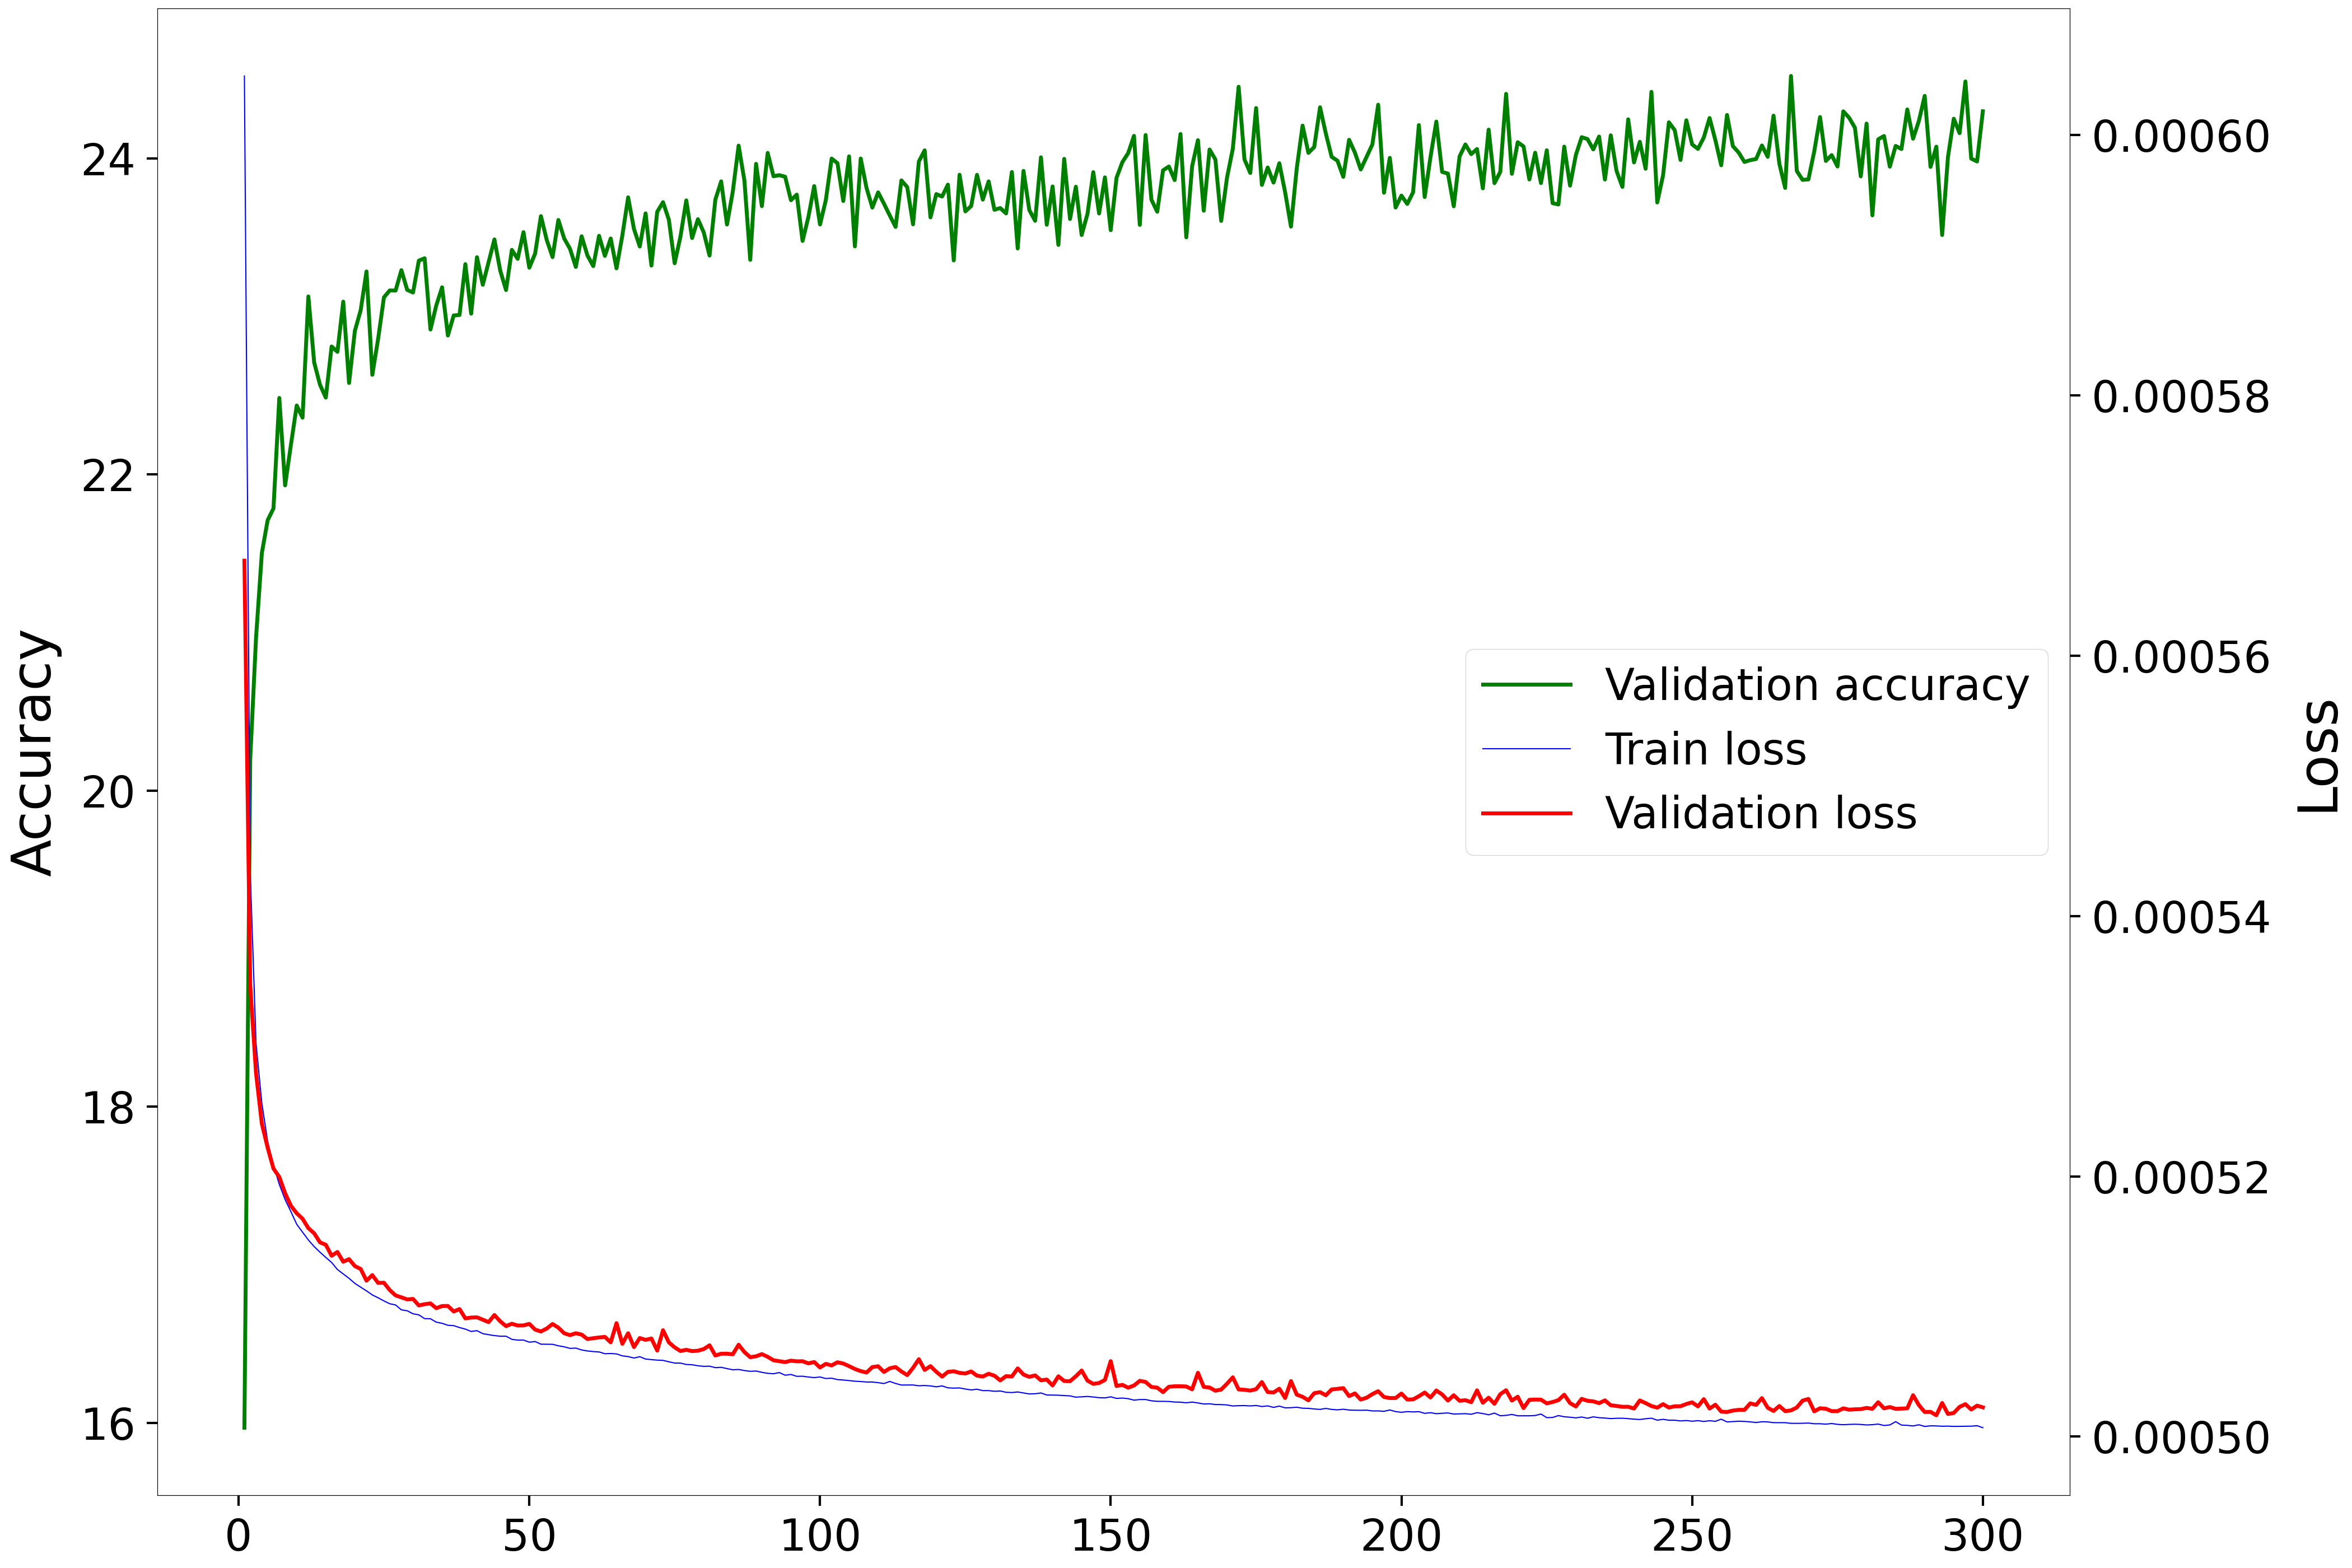 Accuracy
24
22
20
18
16
0 50 100 150 200 250 300
Validation accuracy
Train loss
Validation loss
0.00060
0.00058
0.00056
0.00054
0.00052
0.00050
Loss